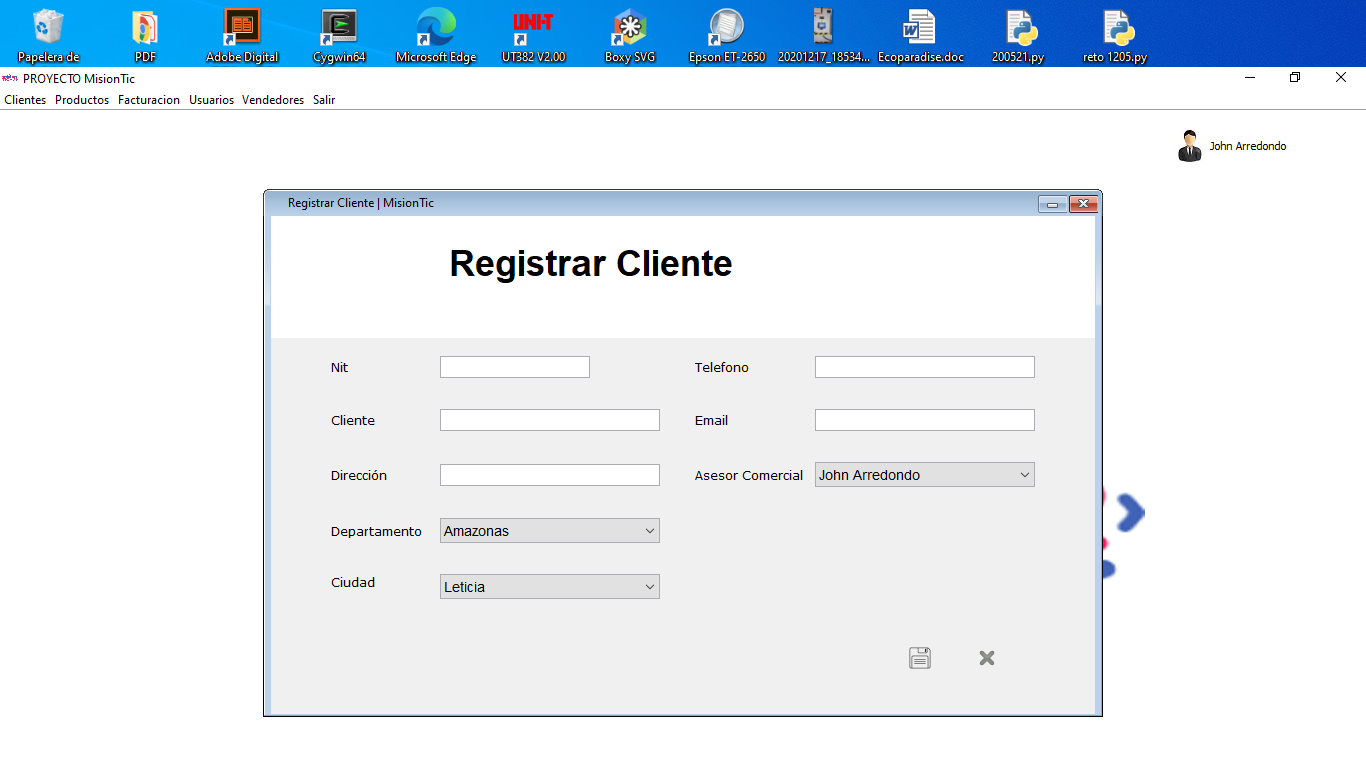 Papelera de
PDF
Adobe Digital
Cygwin64
Microsoft Edge
UNI-T
UT382 V2.00
Boxy SVG
Epson ET-2650
20201217_18534...
Ecoparadise.doc
200521.py
reto 1205.py
PROYECTO MisionTic
Clientes Productos Facturacion Usuarios Vendedores Salir
John Arredondo
Registrar Cliente | MisionTic
Registrar Cliente
Nit
Telefono
Cliente
Email
Dirección
Asesor Comercial John Arredondo
Departamento Amazonas
Ciudad Leticia